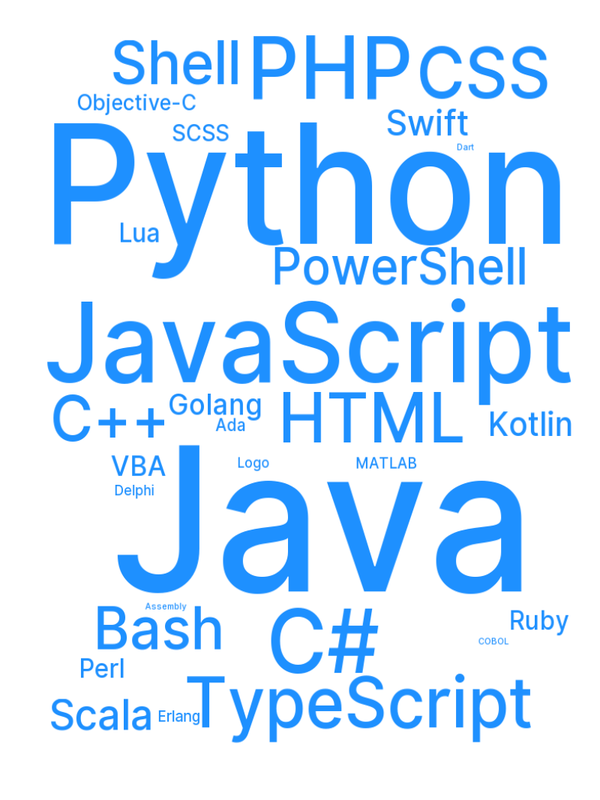 Shell
PHP
CSS
Objective-C
SCSS
Swift
Dart
Python
Lua
PowerShell
JavaScript
C++
Golang
Ada
HTML
Kotlin
VBA
Logo
MATLAB
Delphi
Java
Assembly
Bash
C#
Ruby
COBOL
Perl
TypeScript
Scala
Erlang